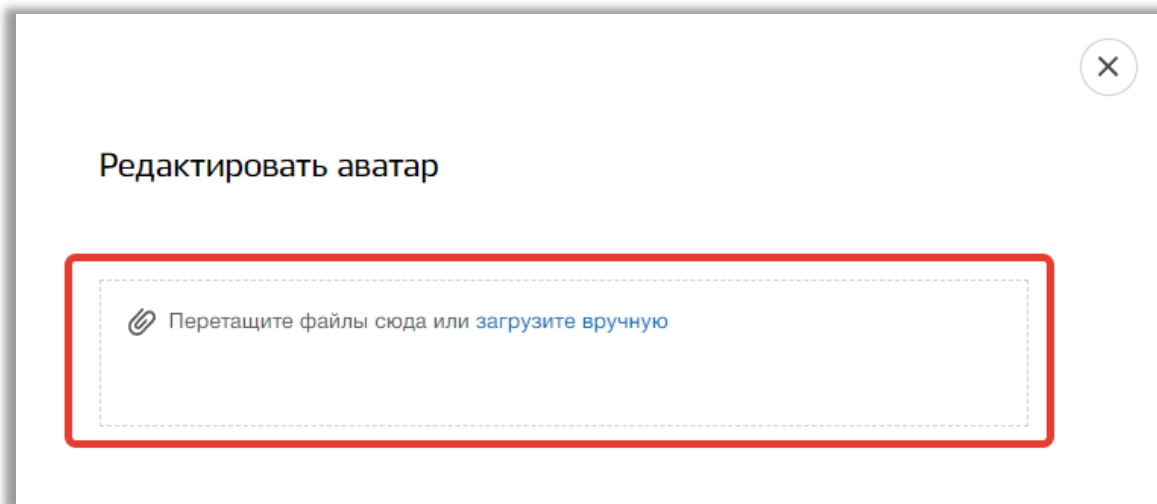 Редактировать аватар
Перетащите файлы сюда или загрузите вручную